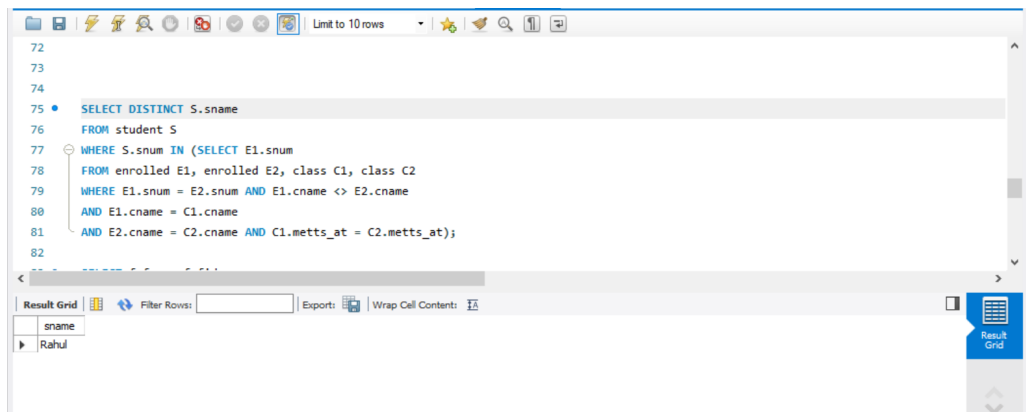 Limit to 10 rows
72
73
74
75 SELECT DISTINCT S.sname
76 FROM student S
77 WHERE S.snum IN (SELECT E1.snum
78 FROM enrolled E1, enrolled E2, class C1, class C2
79 WHERE E1.snum = E2.snum AND E1.cname <> E2.cname
80 AND E1.cname = C1.cname
81 AND E2.cname = C2.cname AND C1.metts_at = C2.metts_at);
82
Result Grid Filter Rows: Export: Wrap Cell Content: IA
sname
Rahul
Result
Grid